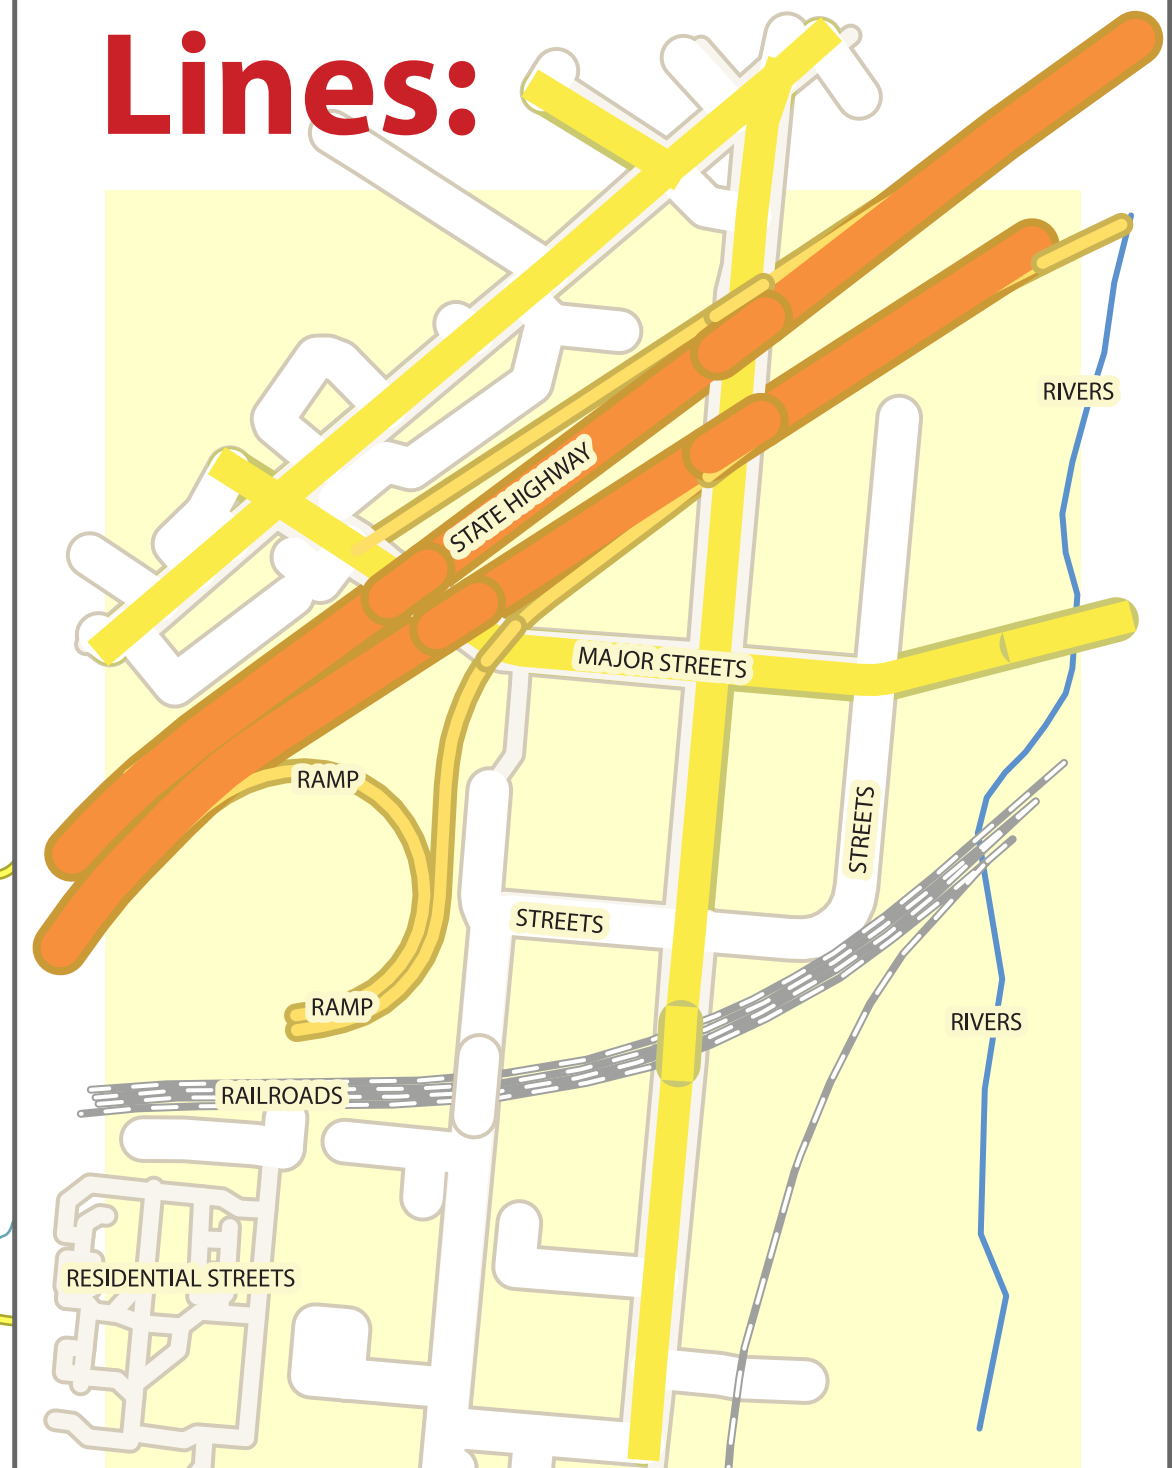 Lines:
RIVERS
STATE HIGHWAY
MAJOR STREETS
RAMP
STREETS
STREETS
RAMP
RIVERS
RAILROADS
RESIDENTIAL STREETS